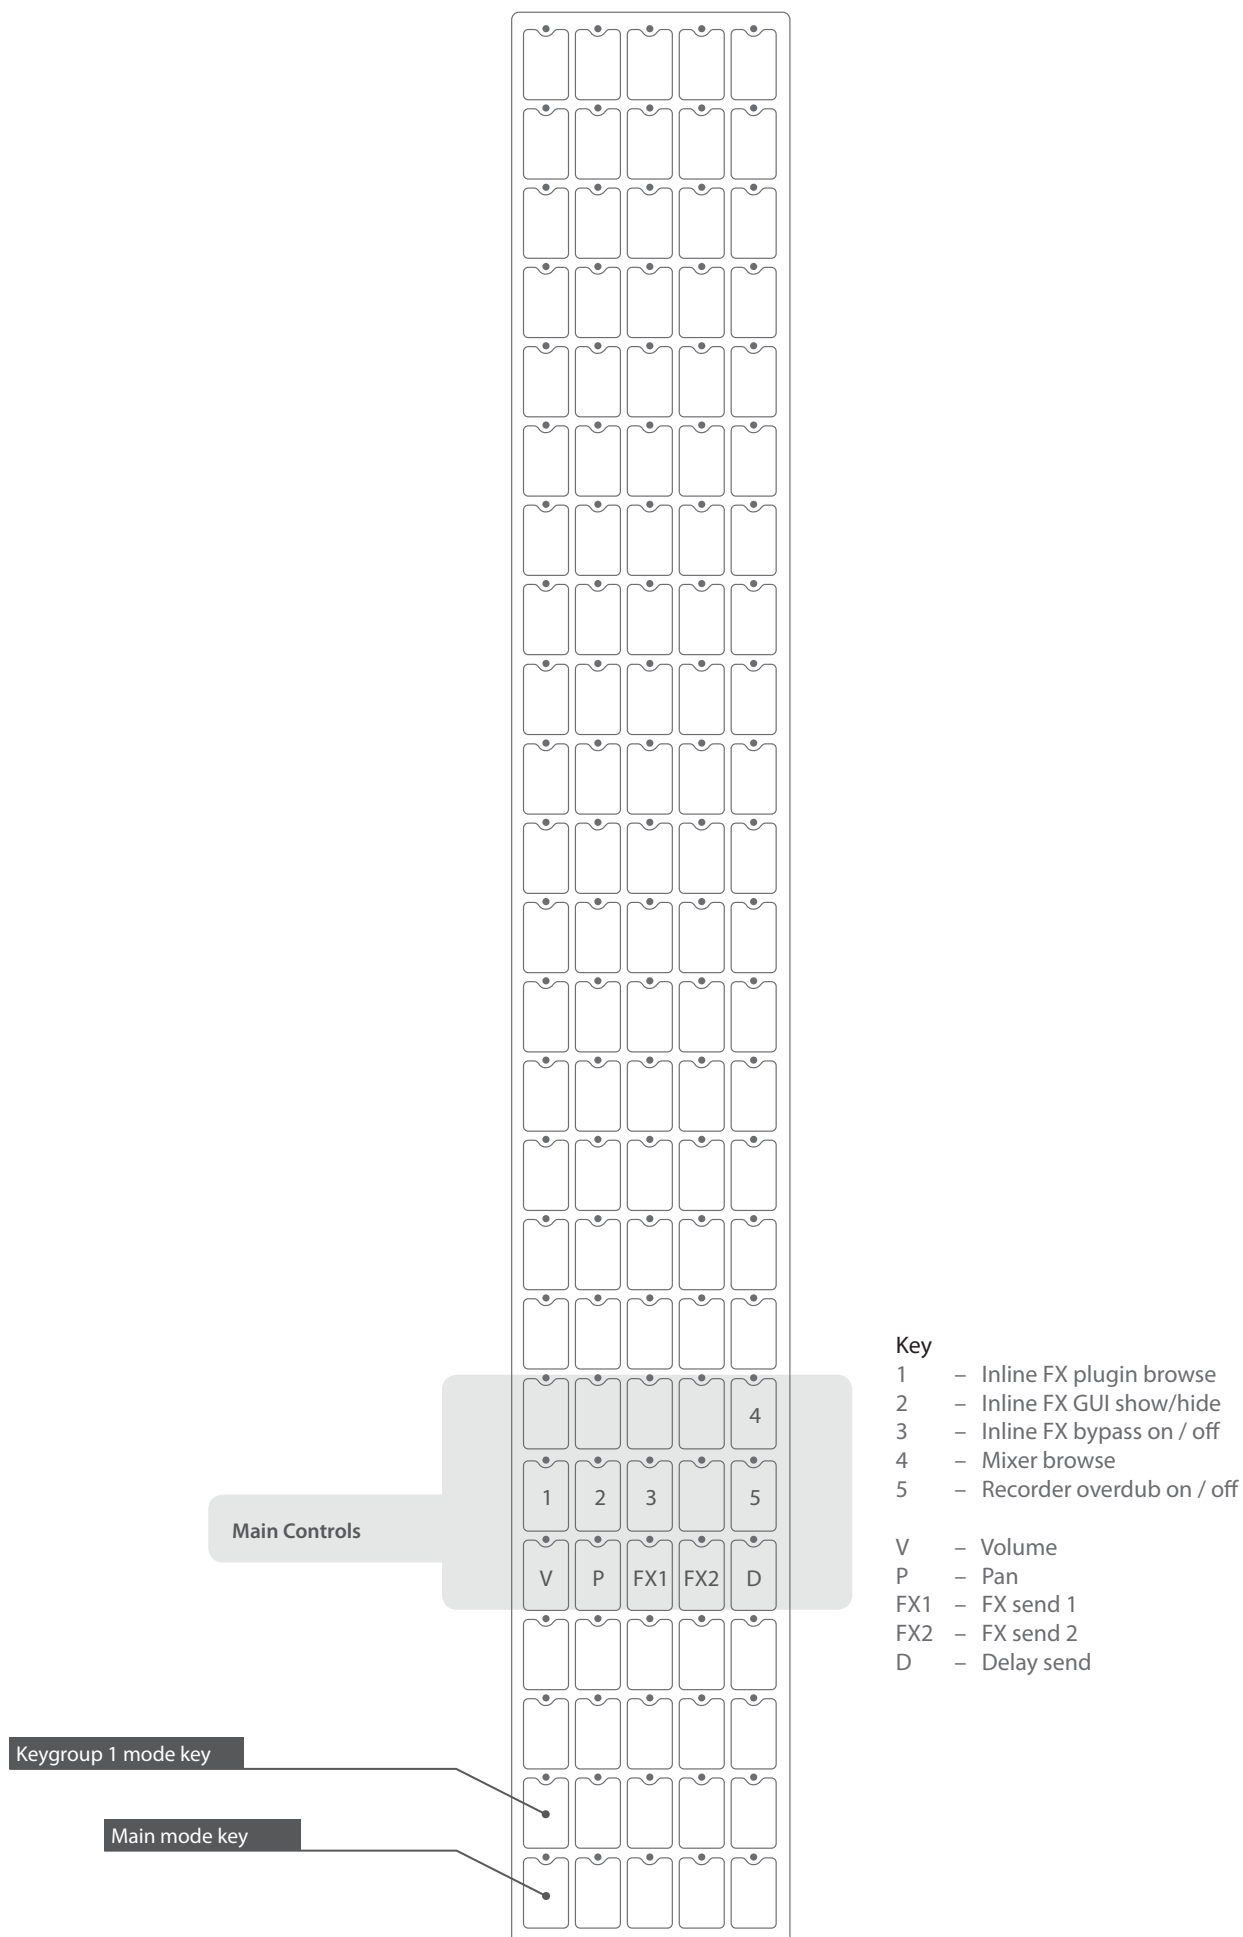 Key
1 – Inline FX plugin browse
2 – Inline FX GUI show/hide
3 – Inline FX bypass on / off
4 – Mixer browse
5 – Recorder overdub on / off
V – Volume
P – Pan
FX1 – FX send 1
FX2 – FX send 2
D – Delay send
4
1 2 3 5
Main Controls
V P FX1 FX2 D
Keygroup 1 mode key
Main mode key